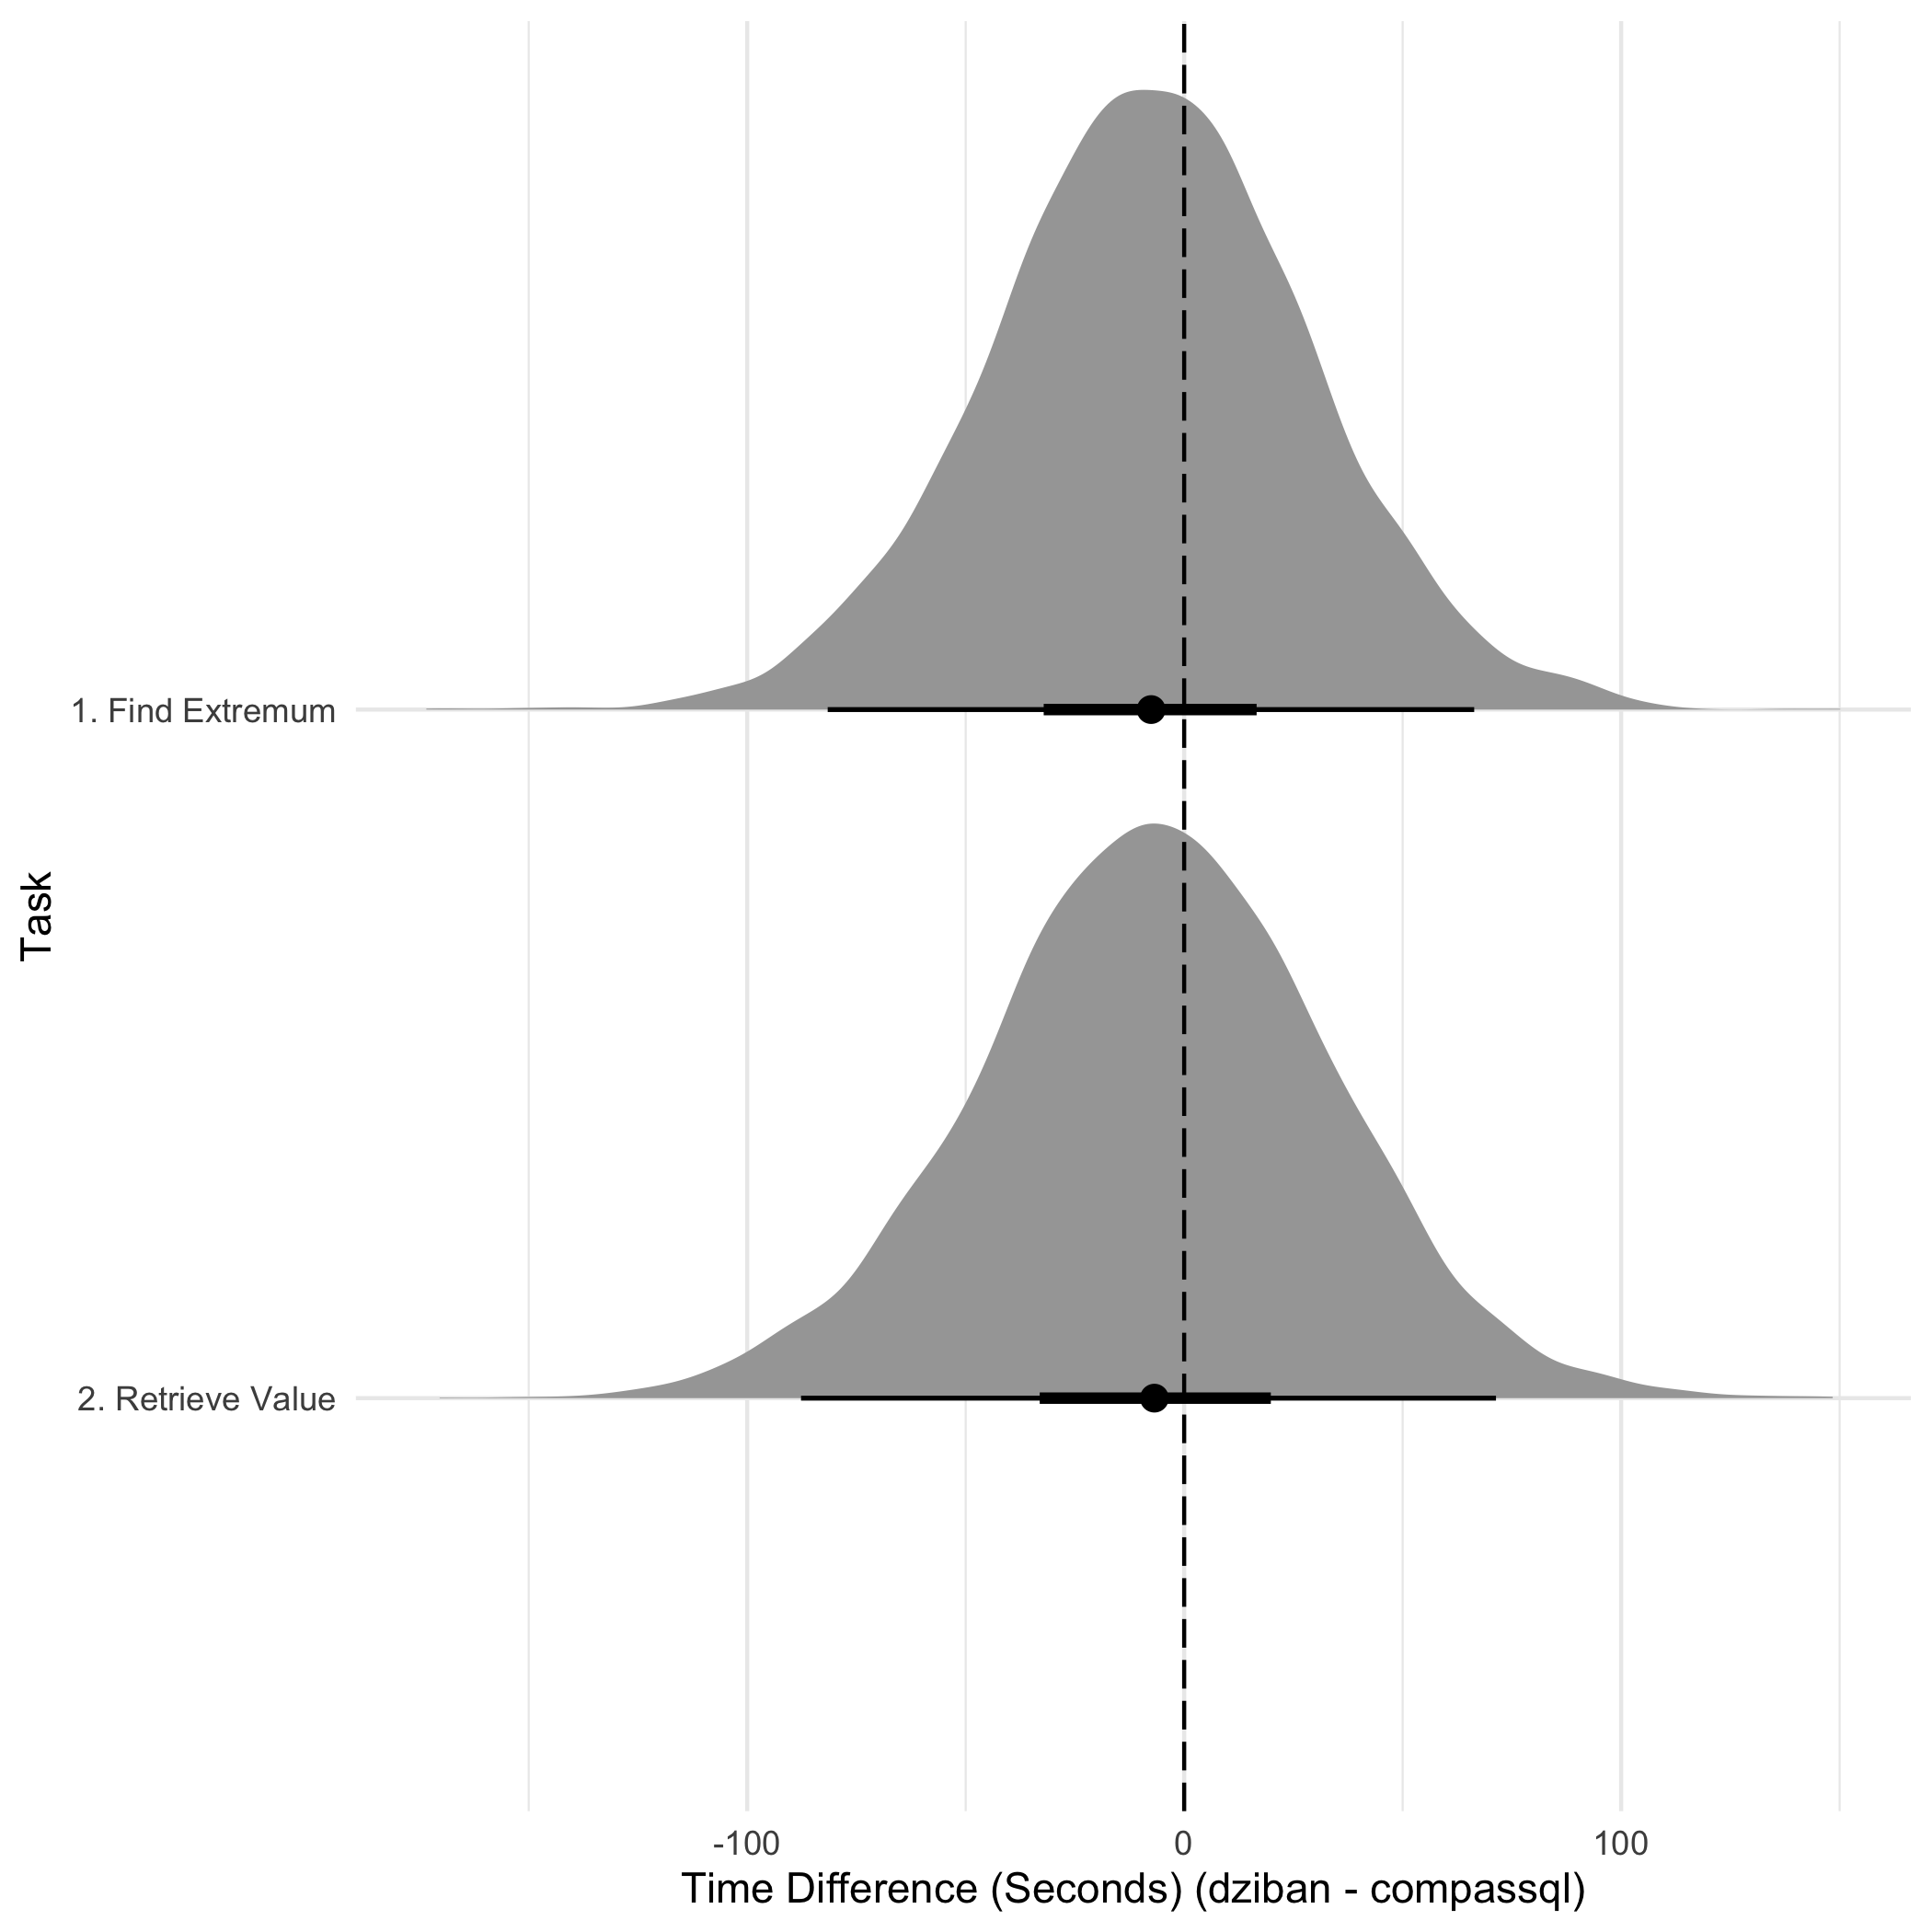 Task
1. Find Extremum
2. Retrieve Value
-100
0
100
Time Difference (Seconds) (dziban - compassql)